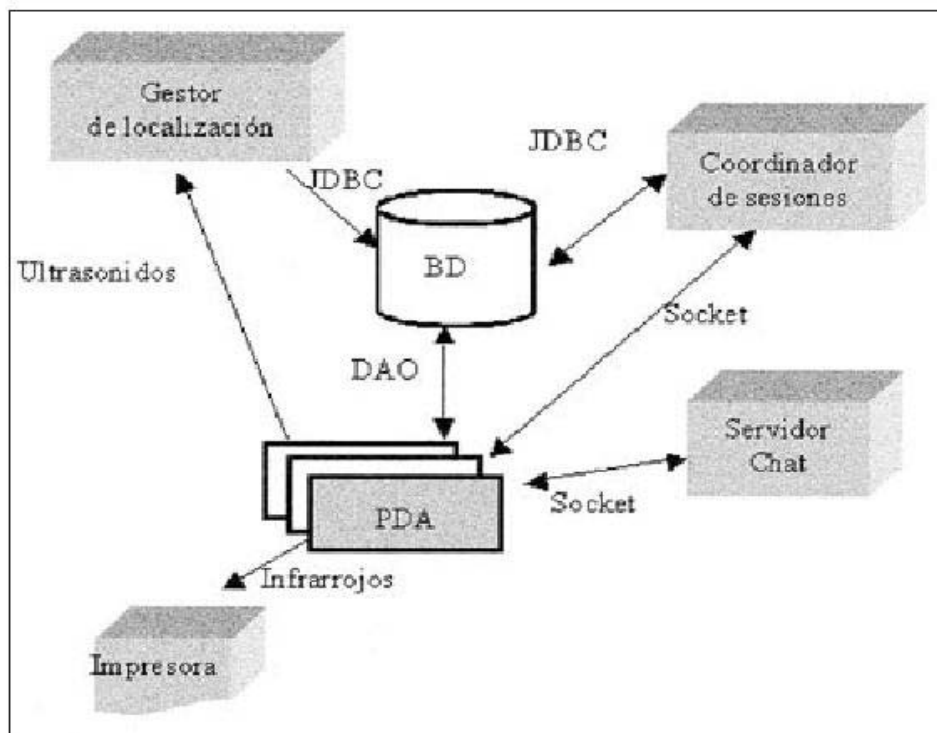 Gestor
de localización
JDBC
JDBC
Coordinador
de sesiones
BD
Ultrasonidos
Socket
DAO
Servidor
Chat
Socket
PDA
Infrarrojos
Impresora